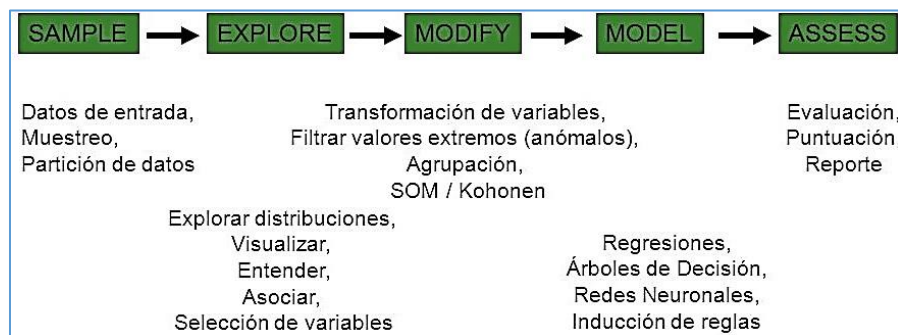 SAMPLE
EXPLORE
MODIFY
MODEL
ASSESS
Datos de entrada,
Muestreo,
Partición de datos
Explorar distribuciones,
Visualizar,
Entender,
Asociar,
Selección de variables
Transformación de variables,
Filtrar valores extremos (anómalos),
Agrupación,
SOM / Kohonen
Regresiones,
Árboles de Decisión,
Redes Neuronales,
Inducción de reglas
Evaluación,
Puntuación,
Reporte